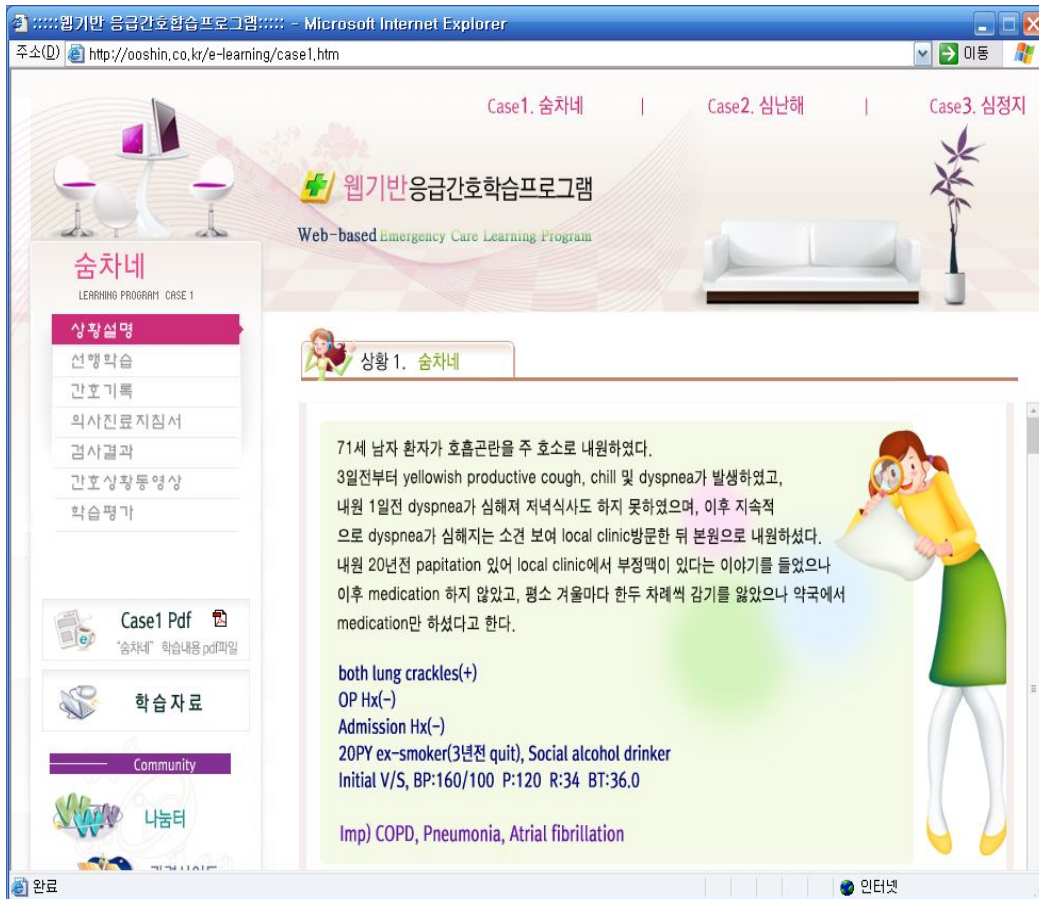 :::::웹기반 응급간호학습프로그램::::: - Microsoft Internet Explorer
주소(D) http://ooshin.co.kr/e-learning/case1.htm 이동
Case1. 숨차네 | Case2. 심난해 | Case3. 심정지
웹기반응급간호학습프로그램
Web-based Emergency Care Learning Program
숨차네
LEARNING PROGRAM CASE 1
상황설명
선행학습
간호기록
의사진료지침서
검사결과
간호상황동영상
학습평가
Case1 Pdf
"숨차네" 학습내용 pdf파일
학습자료
Community
나눔터
상황 1. 숨차네
71세 남자 환자가 호흡곤란을 주 호소로 내원하였다.
3일전부터 yellowish productive cough, chill 및 dyspnea가 발생하였고,
내원 1일전 dyspnea가 심해져 저녁식사도 하지 못하였으며, 이후 지속적
으로 dyspnea가 심해지는 소견 보여 local clinic방문한 뒤 본원으로 내원하셨다.
내원 20년전 papitation 있어 local clinic에서 부정맥이 있다는 이야기를 들었으나
이후 medication 하지 않았고, 평소 겨울마다 한두 차례씩 감기를 앓았으나 약국에서
medication만 하셨다고 한다.
both lung crackles(+)
OP Hx(-)
Admission Hx(-)
20PY ex-smoker(3년전 quit), Social alcohol drinker
Initial V/S, BP:160/100 P:120 R:34 BT:36.0
Imp) COPD, Pneumonia, Atrial fibrillation
완료
인터넷